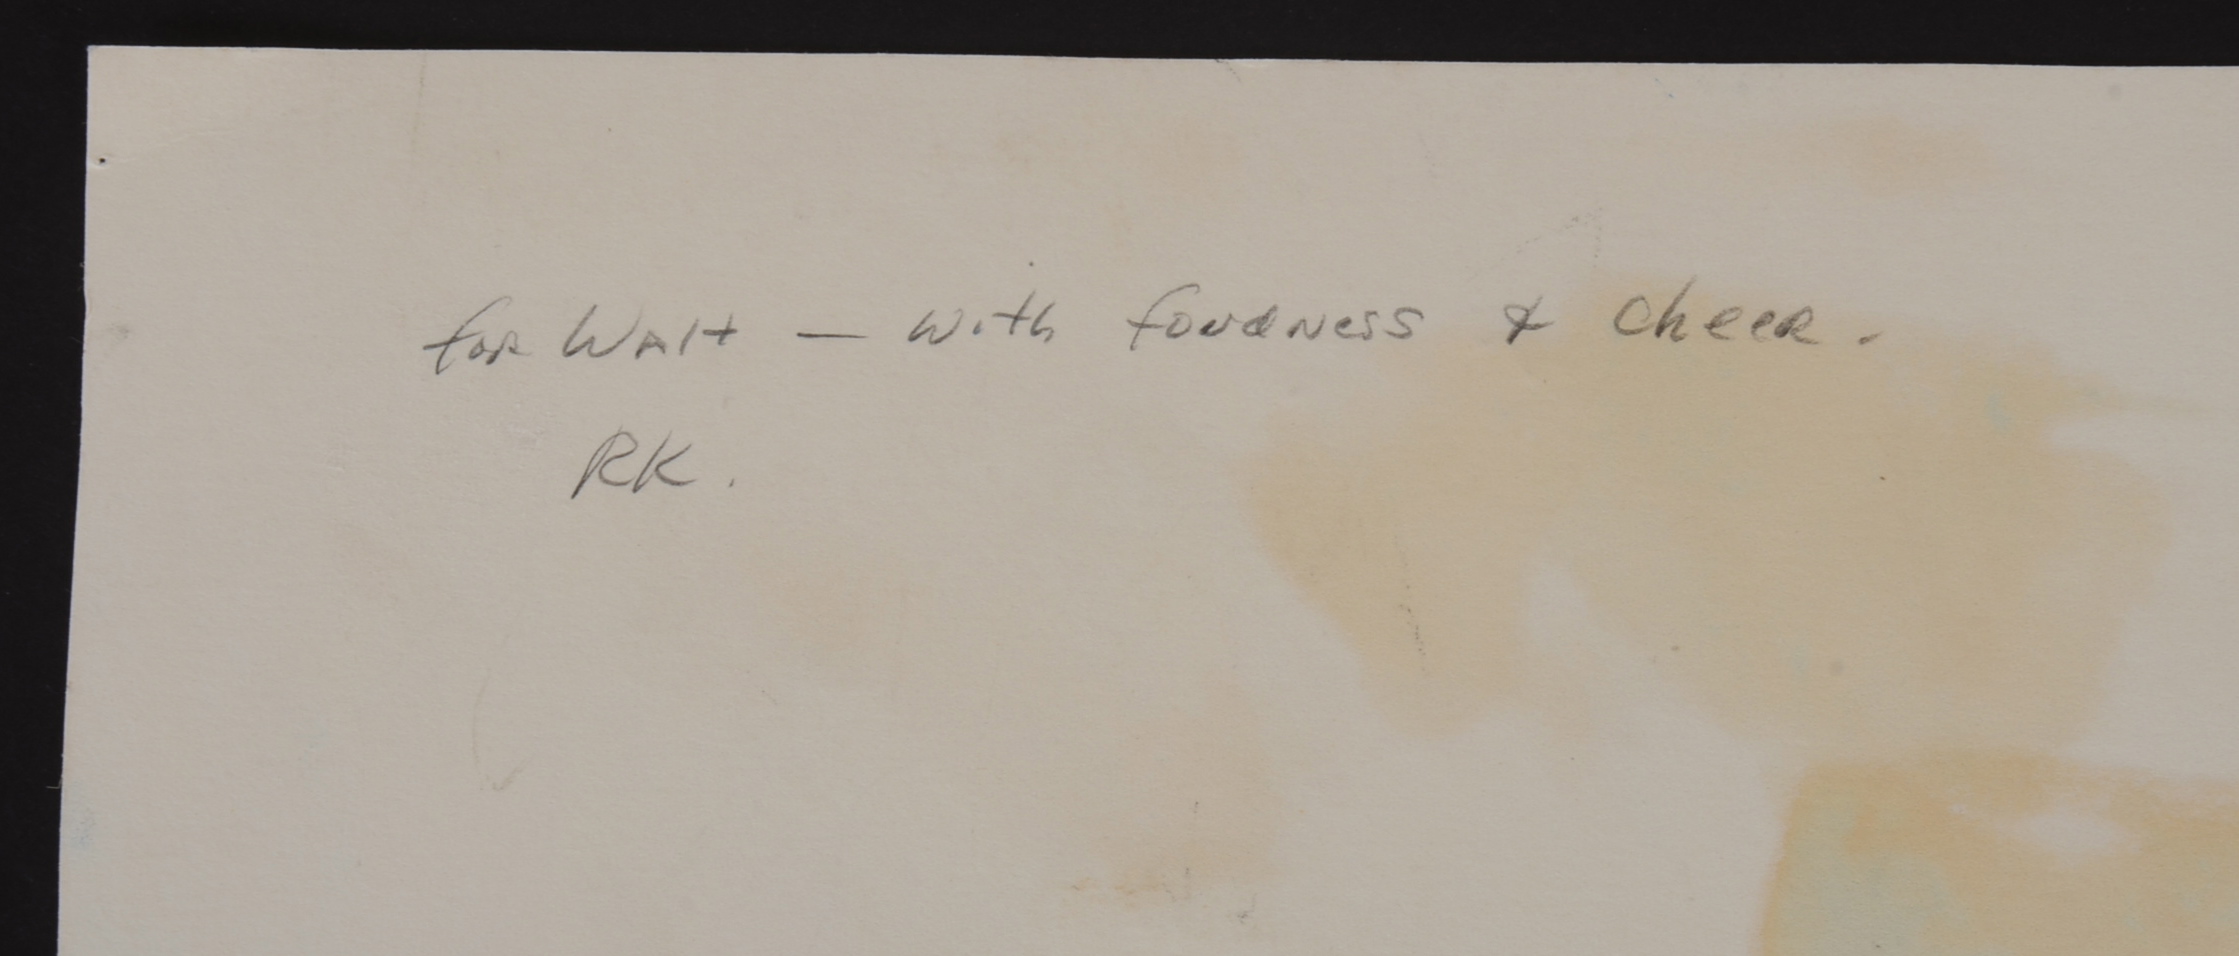 for Walt — with fondness & cheer.
RK.